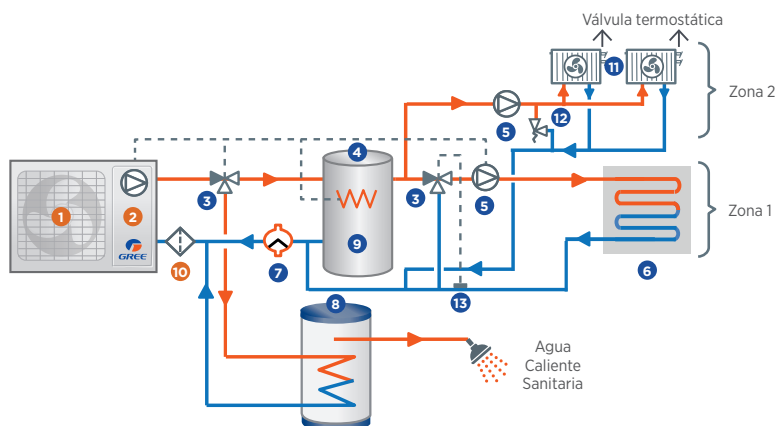 Válvula termostática
11
Zona 2
12
5
4
3
3
5
Zona 1
1
2
9
GREE
10
7
6
8
13
Agua
Caliente
Sanitaria